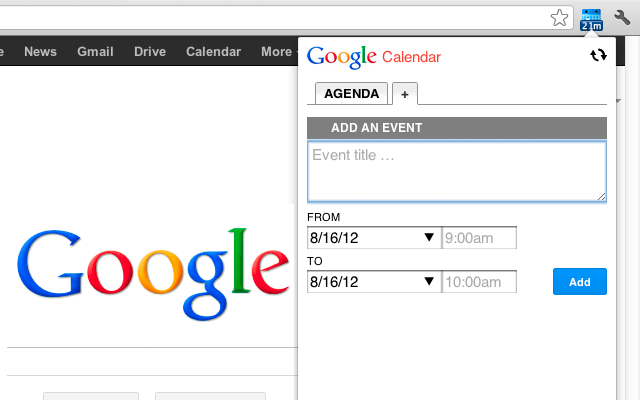 21m
e News Gmail Drive Calendar More
Google Calendar
AGENDA +
ADD AN EVENT
Event title …
FROM
8/16/12 9:00am
TO
8/16/12 10:00am
Add
Google